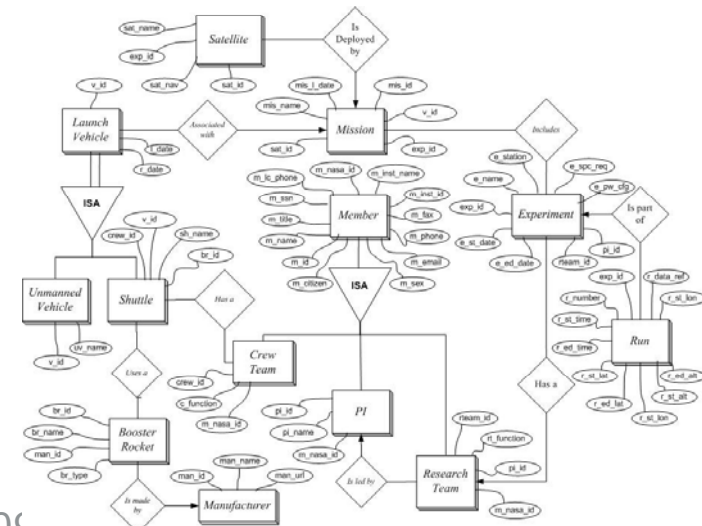 sat_name
Satellite
exp_id
sat_nav
sat_id
Is
Deployed
by
v_id
Launch
Vehicle
l_date
r_date
Associated
with
mis_l_date
mis_id
mis_name
Mission
v_id
sat_id
exp_id
Includes
ISA
m_nasa_id
m_inst_name
m_lc_phone
m_inst_id
m_ssn
Member
m_fax
m_title
m_phone
m_name
m_email
m_id
m_citizen
m_sex
ISA
e_station
e_spc_req
e_name
e_pw_cfg
exp_id
Experiment
e_st_date
pi_id
rteam_id
e_ed_date
Is part
of
v_id
crew_id
sh_name
br_id
Unmanned
Vehicle
Shuttle
uv_name
v_id
Has a
Crew
Team
crew_id
c_function
m_nasa_id
exp_id
r_data_ref
r_number
r_st_lon
r_st_time
Run
r_ed_time
r_st_lat
r_ed_alt
r_st_alt
r_ed_lat
r_st_lon
Has a
Uses a
br_id
br_name
Booster
Rocket
man_id
br_type
Is made
by
man_name
man_id
man_url
Manufacturer
pi_id
PI
pi_name
m_nasa_id
Is led by
rteam_id
rt_function
Research
Team
pi_id
m_nasa_id